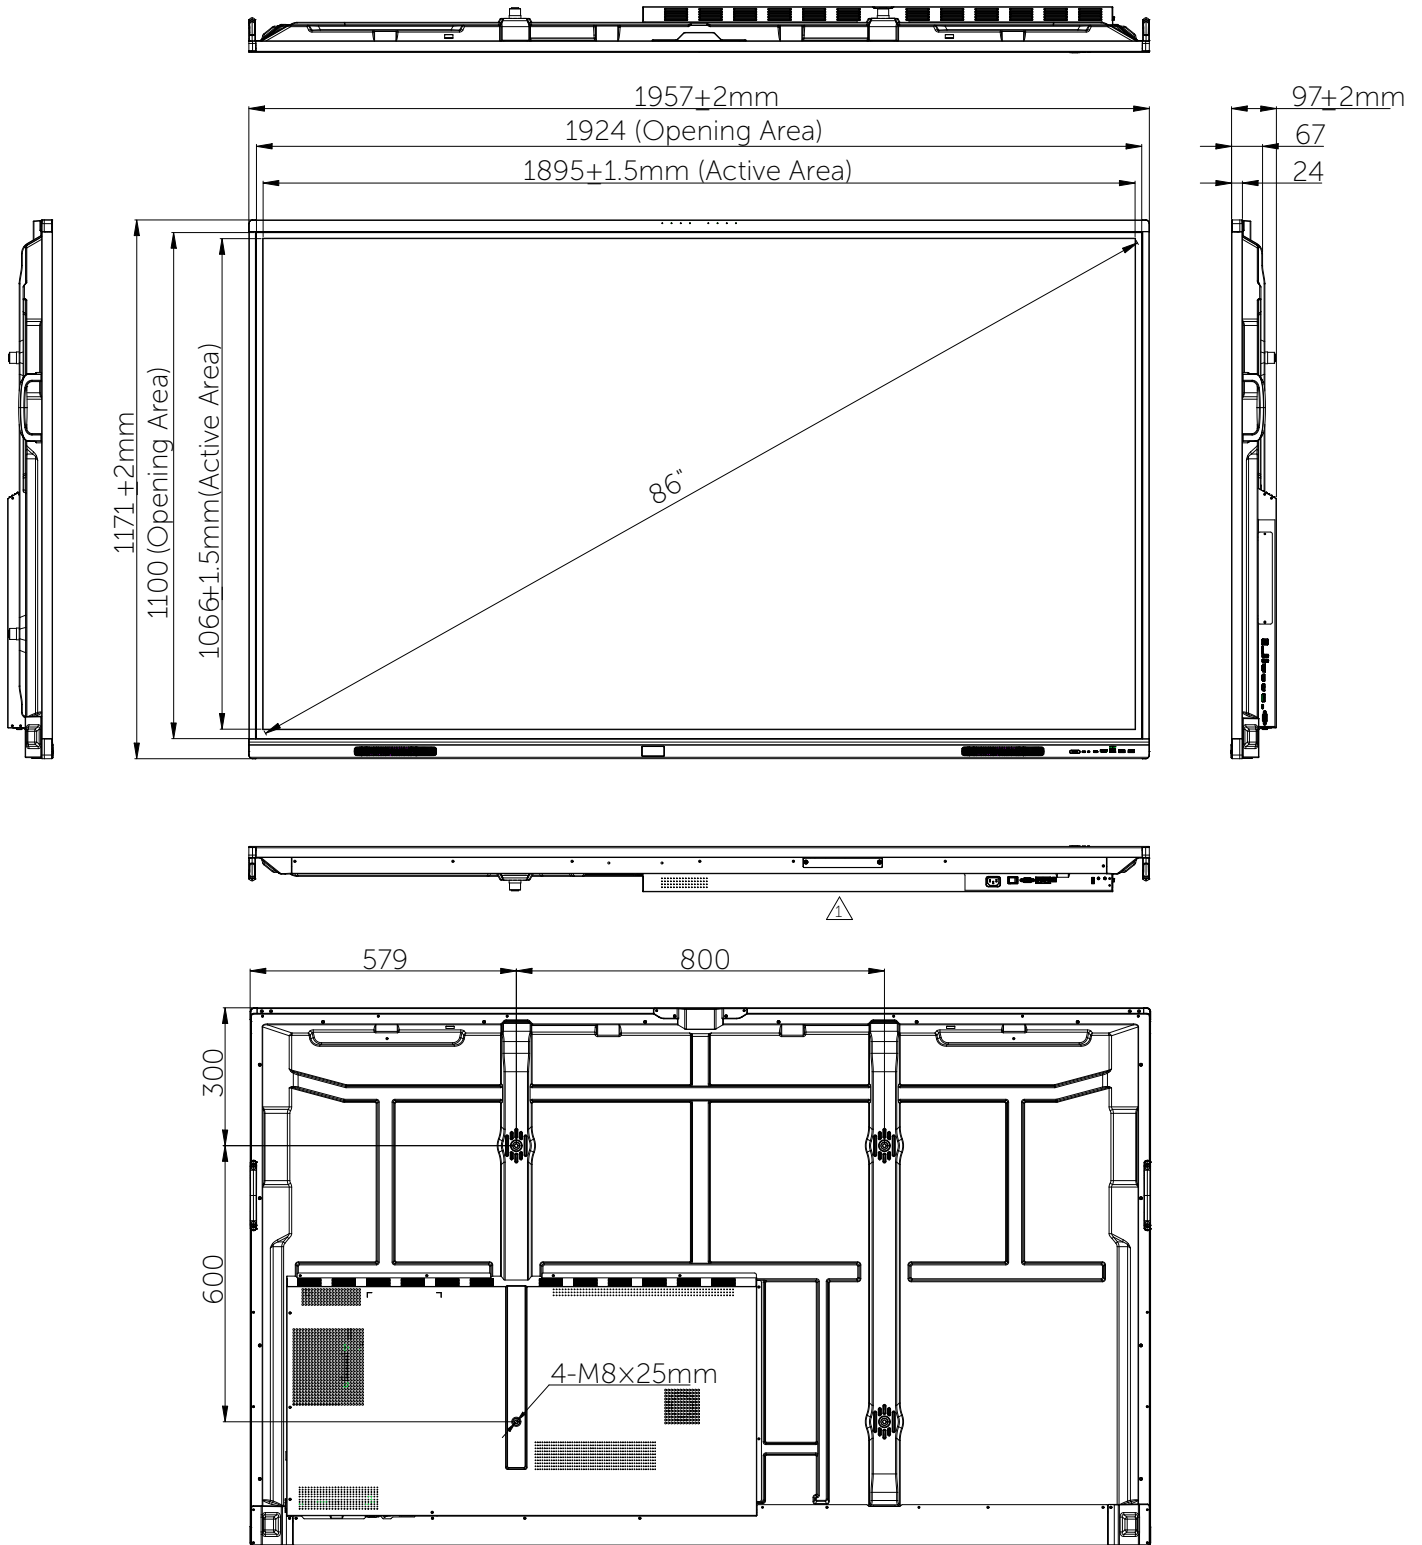 1957±2mm
97±2mm
1924 (Opening Area)
67
1895±1.5mm (Active Area)
24
1171±2mm
1100 (Opening Area)
1066±1.5mm(Active Area)
86"
1
579
800
300
600
4-M8x25mm